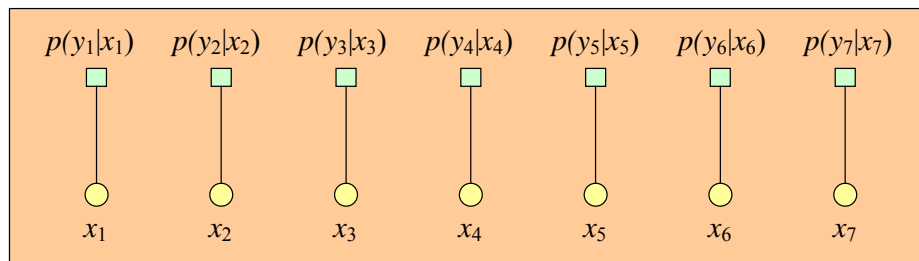 p(y₁|x₁) p(y₂|x₂) p(y₃|x₃) p(y₄|x₄) p(y₅|x₅) p(y₆|x₆) p(y₇|x₇)
x₁ x₂ x₃ x₄ x₅ x₆ x₇